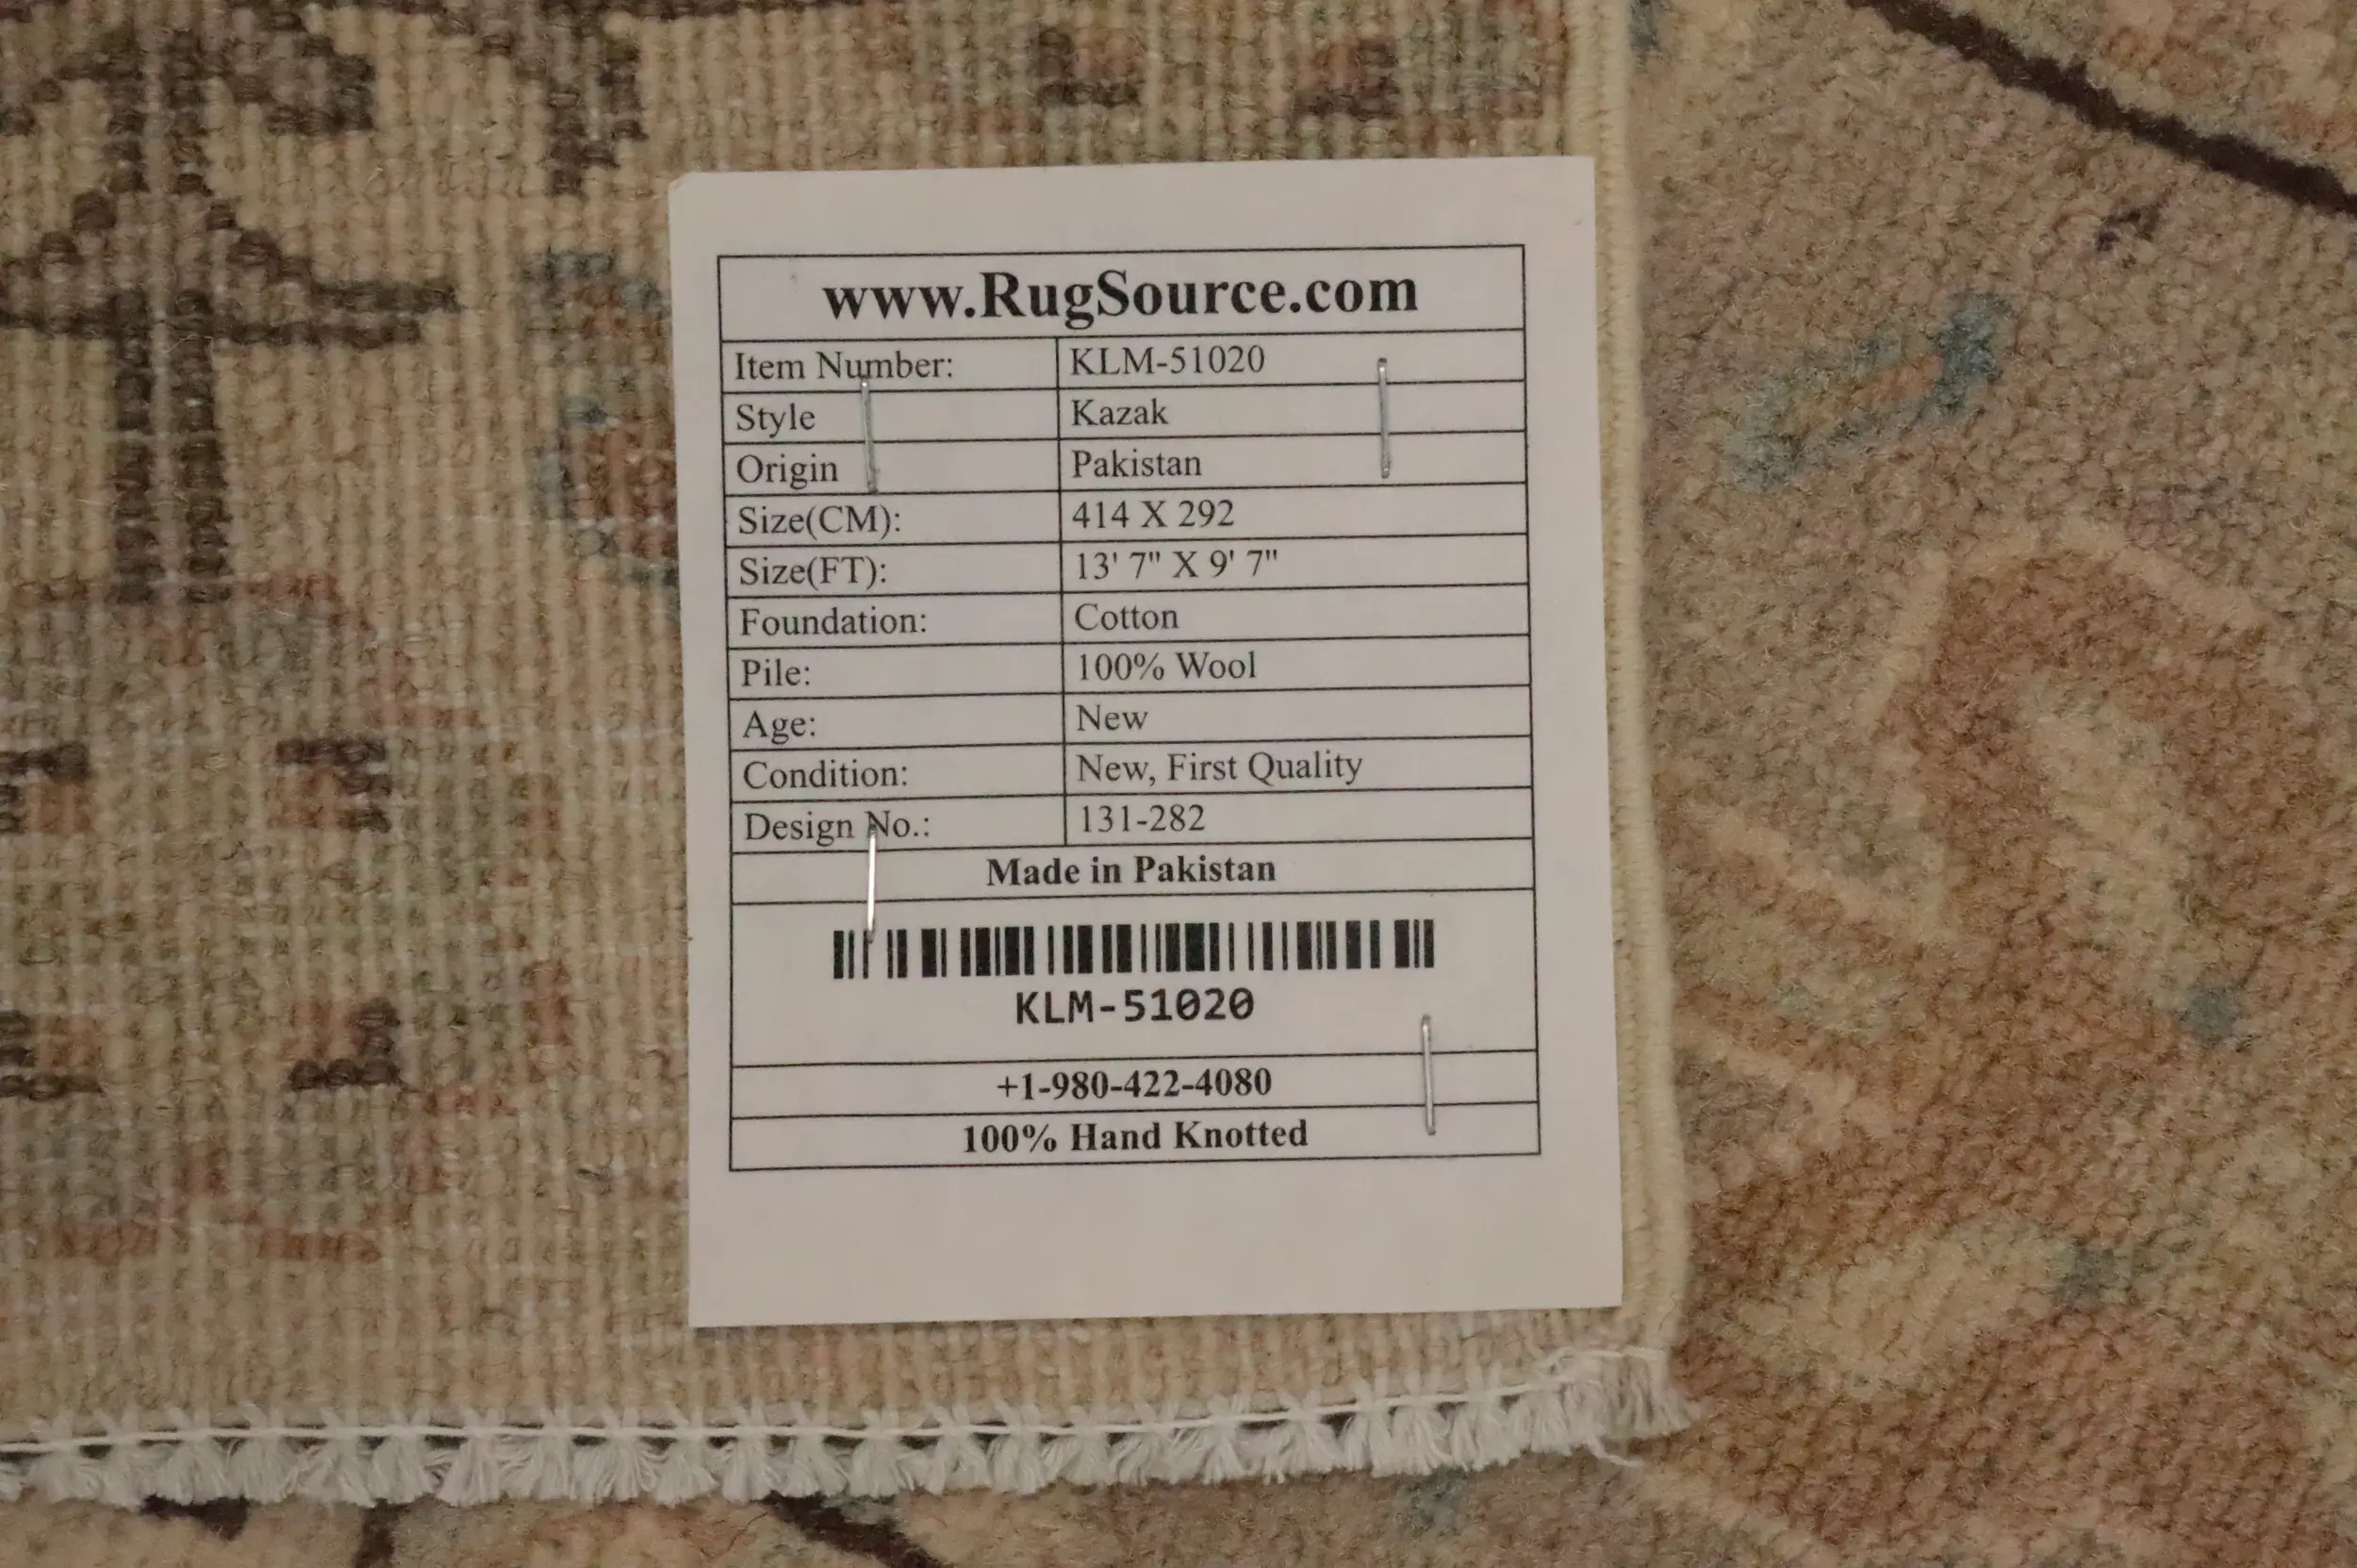 www.RugSource.com
Item Number: KLM-51020
Style Kazak
Origin Pakistan
Size(CM): 414 X 292
Size(FT): 13' 7" X 9' 7"
Foundation: Cotton
Pile: 100% Wool
Age: New
Condition: New, First Quality
Design No.: 131-282
Made in Pakistan
KLM-51020
+1-980-422-4080
100% Hand Knotted